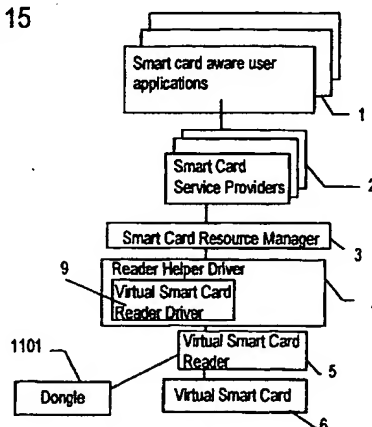 15
Smart card aware user
applications
1
Smart Card
Service Providers
2
Smart Card Resource Manager
3
9
Reader Helper Driver
Virtual Smart Card
Reader Driver
1101
Virtual Smart Card
Reader
5
Dongle
Virtual Smart Card
6